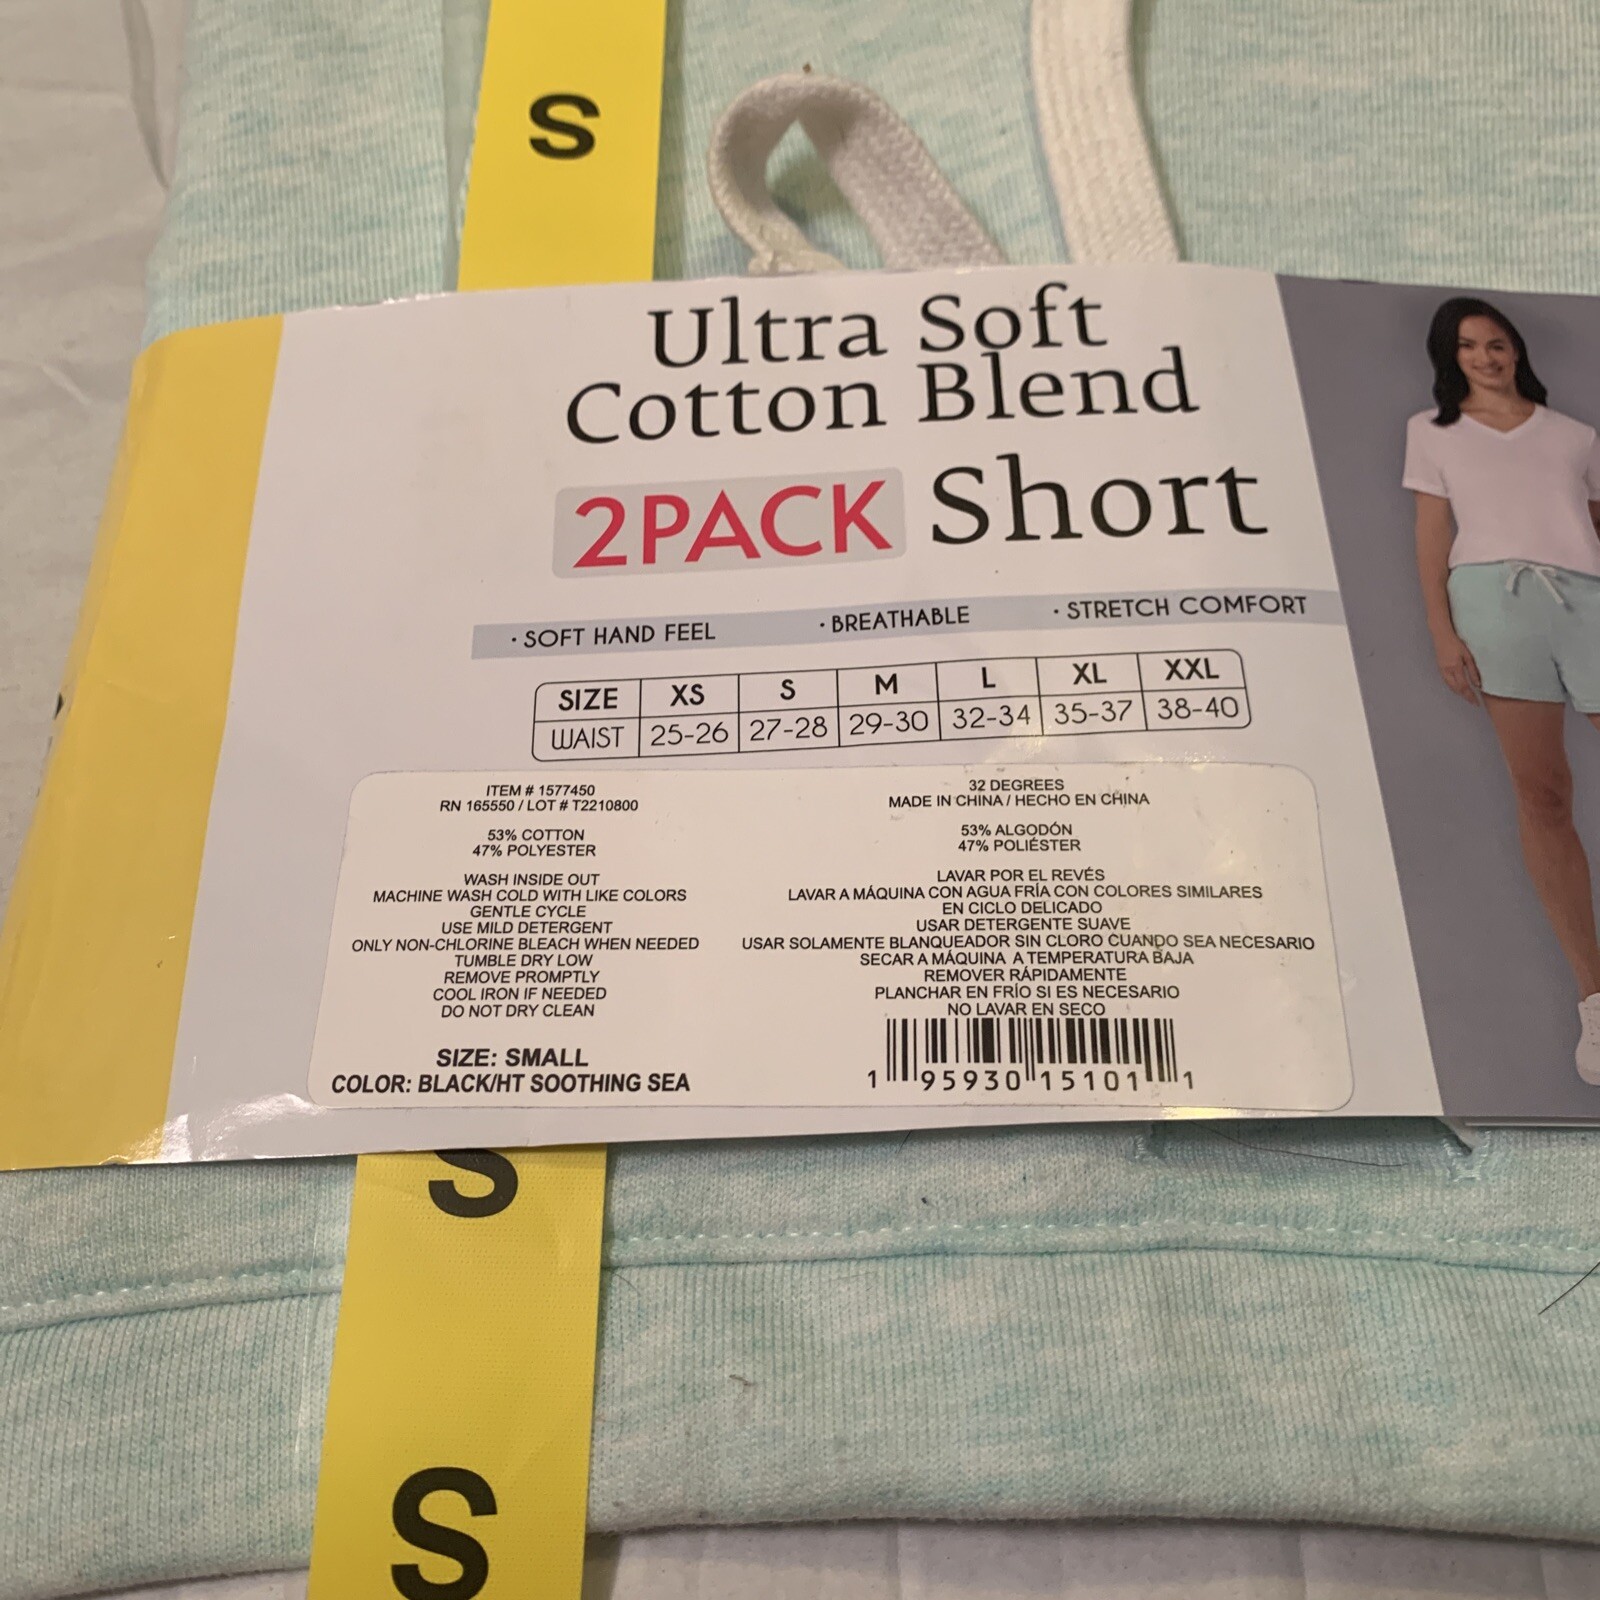 S
Ultra Soft
Cotton Blend
2PACK Short
· SOFT HAND FEEL · BREATHABLE · STRETCH COMFORT
SIZE XS S M L XL XXL
WAIST 25-26 27-28 29-30 32-34 35-37 38-40
ITEM # 1577450
RN 165550 / LOT # T2210800
53% COTTON
47% POLYESTER
WASH INSIDE OUT
MACHINE WASH COLD WITH LIKE COLORS
GENTLE CYCLE
USE MILD DETERGENT
ONLY NON-CHLORINE BLEACH WHEN NEEDED
TUMBLE DRY LOW
REMOVE PROMPTLY
COOL IRON IF NEEDED
DO NOT DRY CLEAN
SIZE: SMALL
COLOR: BLACK/HT SOOTHING SEA
32 DEGREES
MADE IN CHINA / HECHO EN CHINA
53% ALGODÓN
47% POLIÉSTER
LAVAR POR EL REVÉS
LAVAR A MÁQUINA CON AGUA FRÍA CON COLORES SIMILARES
EN CICLO DELICADO
USAR DETERGENTE SUAVE
USAR SOLAMENTE BLANQUEADOR SIN CLORO CUANDO SEA NECESARIO
SECAR A MÁQUINA A TEMPERATURA BAJA
REMOVER RÁPIDAMENTE
PLANCHAR EN FRÍO SI ES NECESARIO
NO LAVAR EN SECO
1 95930 15101 1
S
S